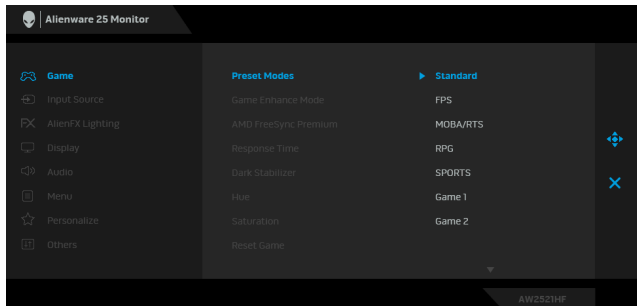 Alienware 25 Monitor
Game Preset Modes Standard
Input Source Game Enhance Mode FPS
FX AlienFX Lighting AMD FreeSync Premium MOBA/RTS
Display Response Time RPG
Audio Dark Stabilizer SPORTS
Menu Hue Game 1
Personalize Saturation Game 2
Others Reset Game
AW2521HF